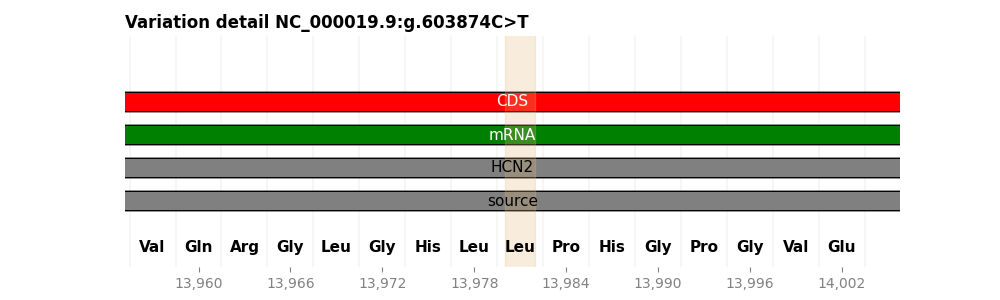 Variation detail NC_000019.9:g.603874C>T
CDS
mRNA
HCN2
source
Val Gln Arg Gly Leu Gly His Leu Leu Pro His Gly Pro Gly Val Glu
13,960 13,966 13,972 13,978 13,984 13,990 13,996 14,002